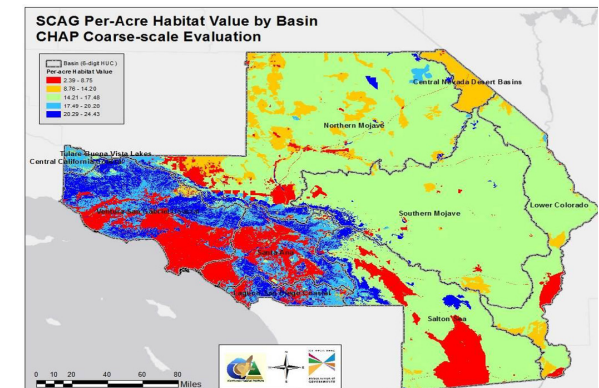 SCAG Per-Acre Habitat Value by Basin
CHAP Coarse-scale Evaluation
Basin (6-digit HUC)
Per-acre Habitat Value
2.39 - 8.75
8.76 - 14.20
14.21 - 17.48
17.49 - 20.28
20.29 - 24.43
Central Nevada Desert Basins
Northern Mojave
Tulare-Buena Vista Lakes
Central California
Lower Colorado
Southern Mojave
Santa Ana
Salton Sea
0 10 20 40 60 80
Miles